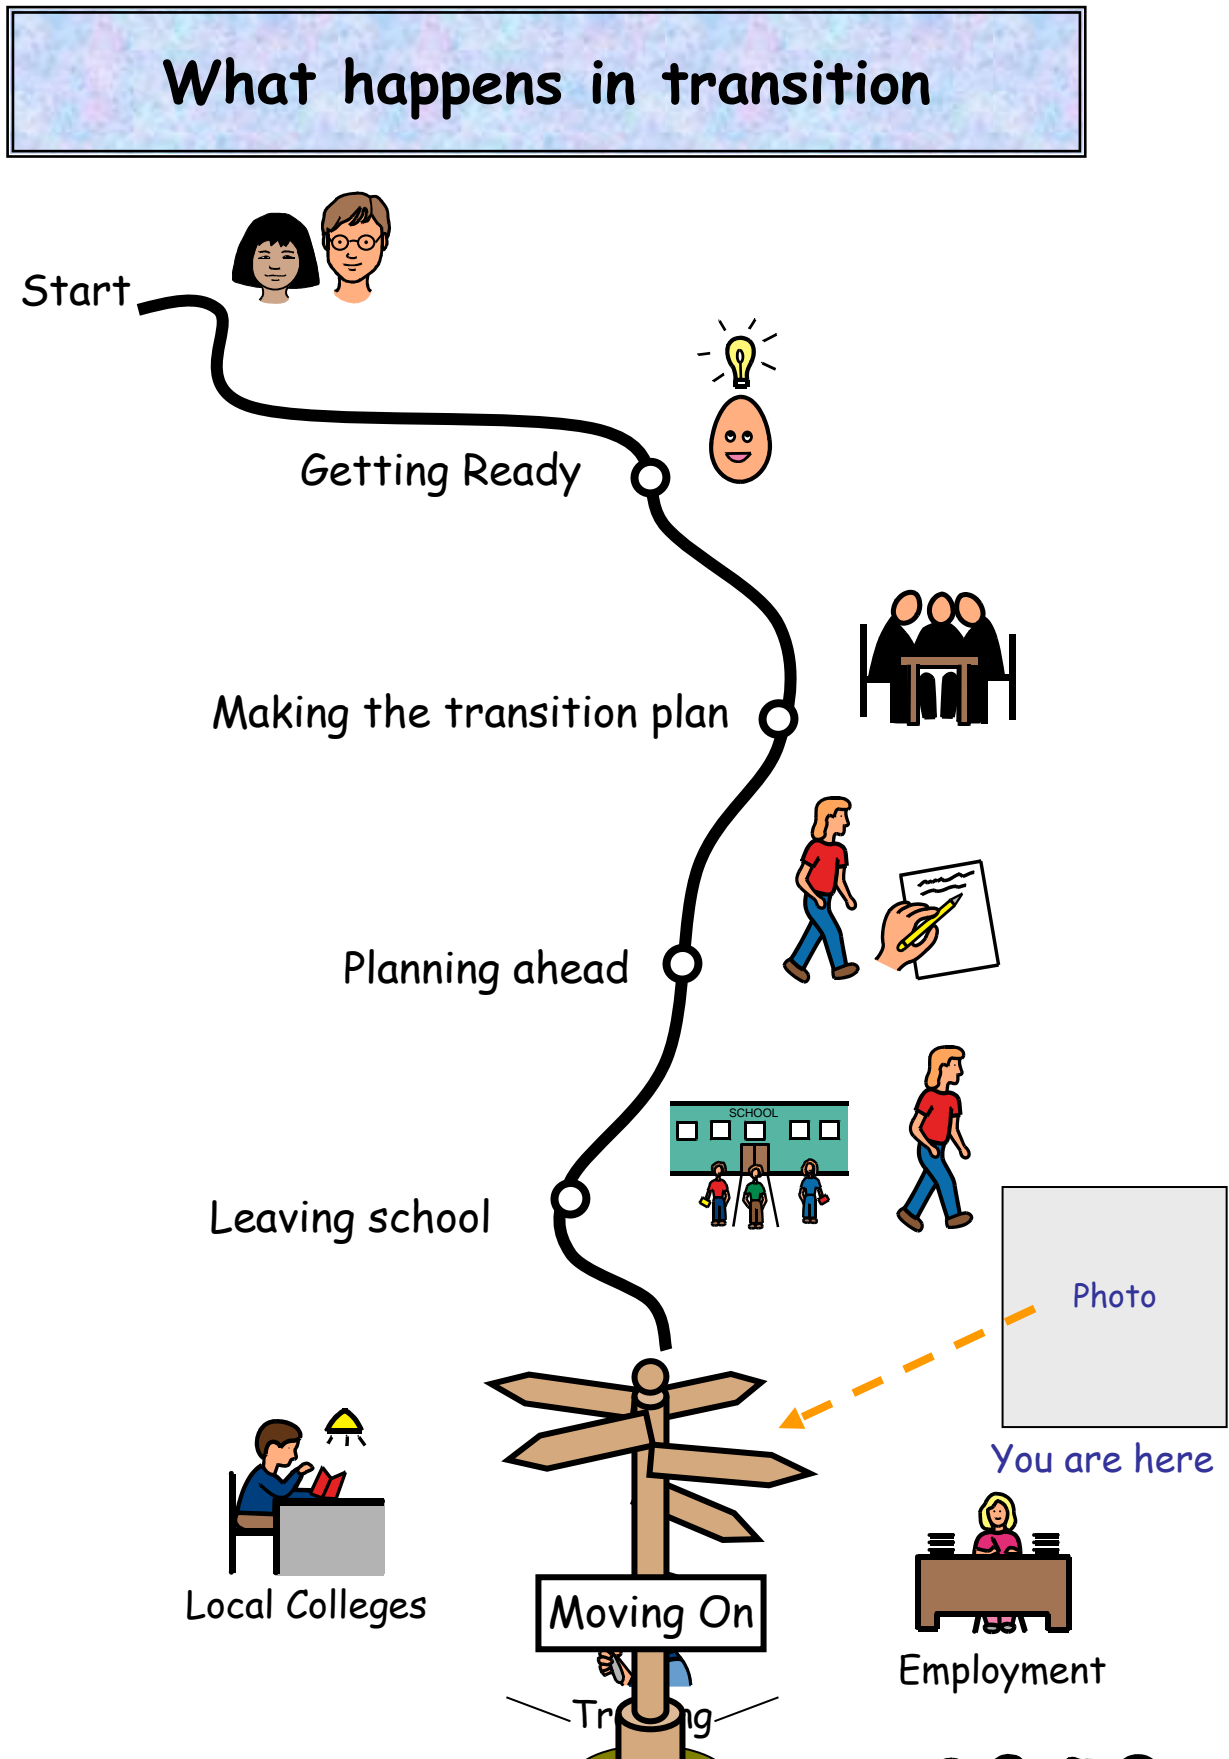 What happens in transition
Start
Getting Ready
Making the transition plan
Planning ahead
SCHOOL
Leaving school
Photo
You are here
Local Colleges
Moving On
Employment